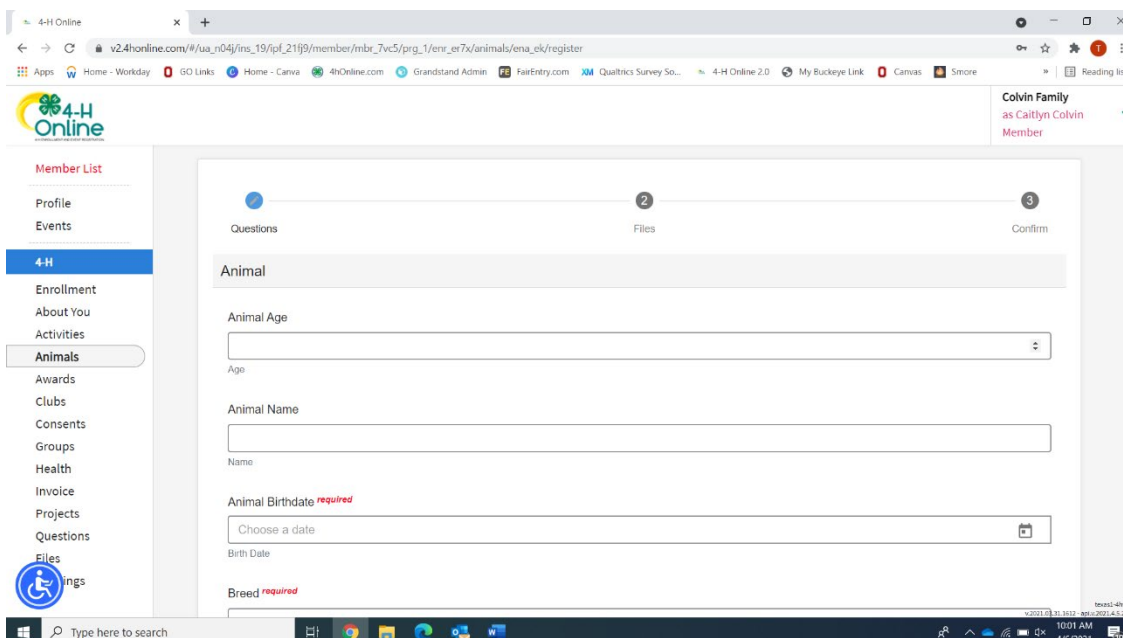 4-H Online
v2.4honline.com/#/ua_n04j/ins_19/ipf_21fj9/member/mbr_7vc5/prg_1/enr_er7x/animals/ena_ek/register
T
Apps Home - Workday GO Links Home - Canva 4hOnline.com Grandstand Admin FE FairEntry.com XM Qualtrics Survey So... 4-H Online 2.0 My Buckeye Link Canvas Smore » Reading lis
4-H
Online
Colvin Family
as Caitlyn Colvin
Member
Member List
Profile
Events
4-H
Enrollment
About You
Activities
Animals
Awards
Clubs
Consents
Groups
Health
Invoice
Projects
Questions
Files
ings
2 3
Questions Files Confirm
Animal
Animal Age
Age
Animal Name
Name
Animal Birthdate required
Choose a date
Birth Date
Breed required
Type here to search
10:01 AM